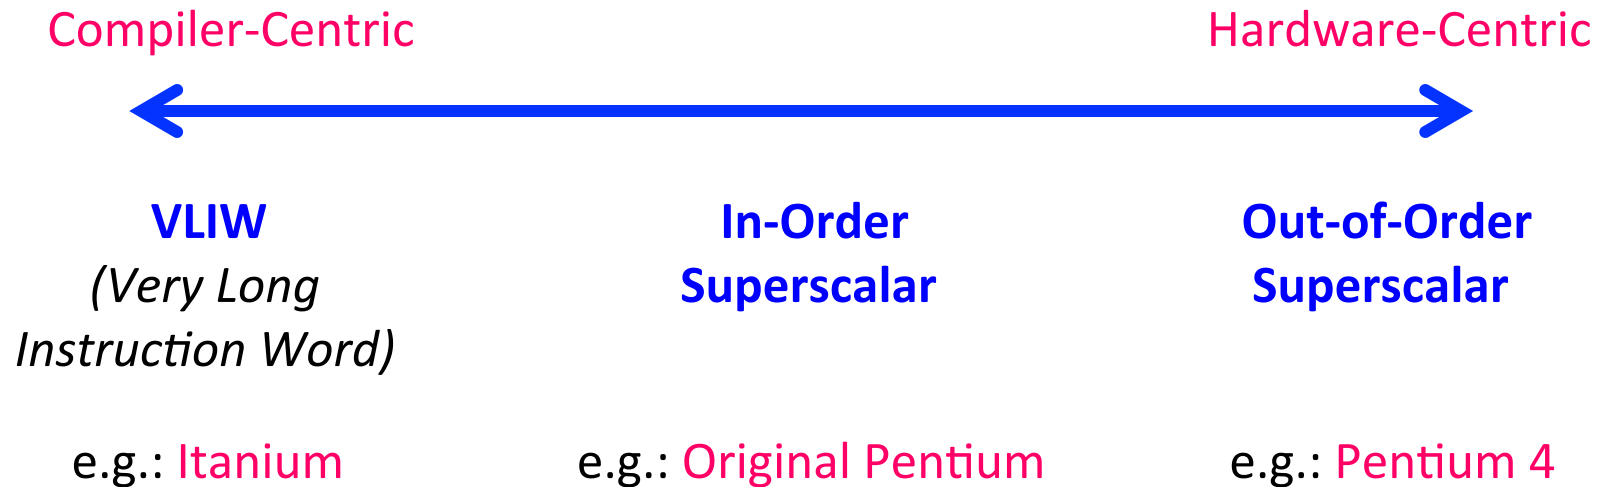 Compiler-Centric
Hardware-Centric
VLIW
(Very Long
Instruction Word)
In-Order
Superscalar
Out-of-Order
Superscalar
e.g.: Itanium
e.g.: Original Pentium
e.g.: Pentium 4